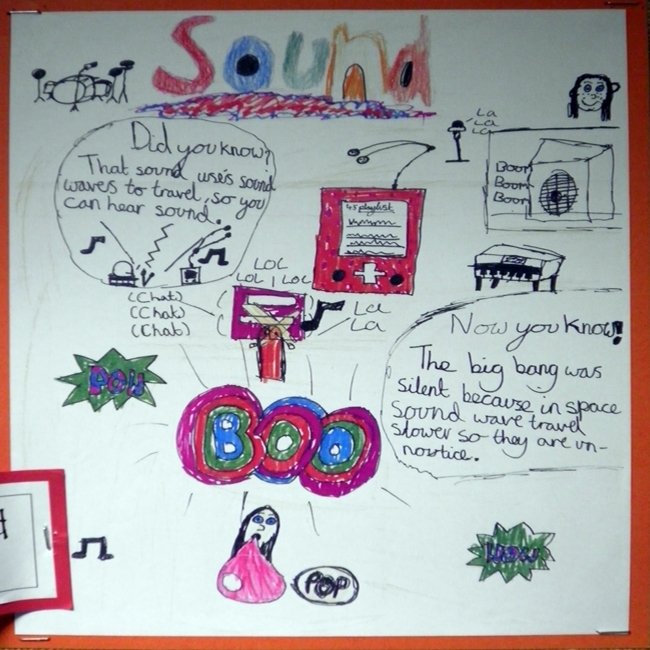 Sound
La
La
La
Did you know?
That sound uses sound
waves to travel, so you
can hear sound.
Boom
Boom
Boom
45 playlist
LOL
LOL LOL
(Chat)
(Chat)
(Chat)
La
La
Now you know!
The big bang was
silent because in space
sound wave travel
slower so they are un-
nowtice.
POW
BOO
POP
WOW